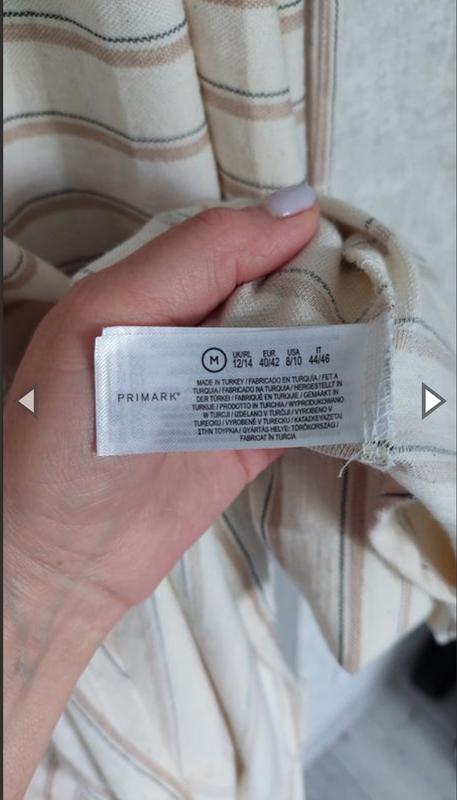 PRIMARK®
M
UK/IRL EUR USA IT
12/14 40/42 8/10 44/46
MADE IN TURKEY / FABRICADO EN TURQUÍA / FET A
TURQUIA / FABRICADO NA TURQUIA / HERGESTELLT IN
DER TÜRKEI / FABRIQUÉ EN TURQUIE / GEMAAKT IN
TURKIJE / PRODOTTO IN TURCHIA / WYPRODUKOWANO
W TURCJI / IZDELANO V TURČIJI / VYROBENO V
TURECKU / VYROBENÉ V TURECKU / ΚΑΤΑΣΚΕΥΑΖΕΤΑΙ
ΣΤΗΝ ΤΟΥΡΚΙΑ / GYÁRTÁS HELYE: TÖRÖKORSZÁG /
FABRICAT ÎN TURCIA